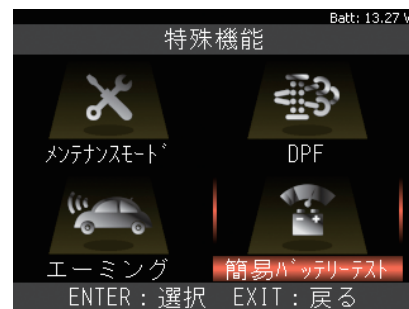 Batt: 13.27 V
特殊機能
ﾒﾝﾃﾅﾝｽﾓｰﾄﾞ
DPF
エーミング
簡易ﾊﾞｯﾃﾘｰﾃｽﾄ
ENTER：選択 EXIT：戻る